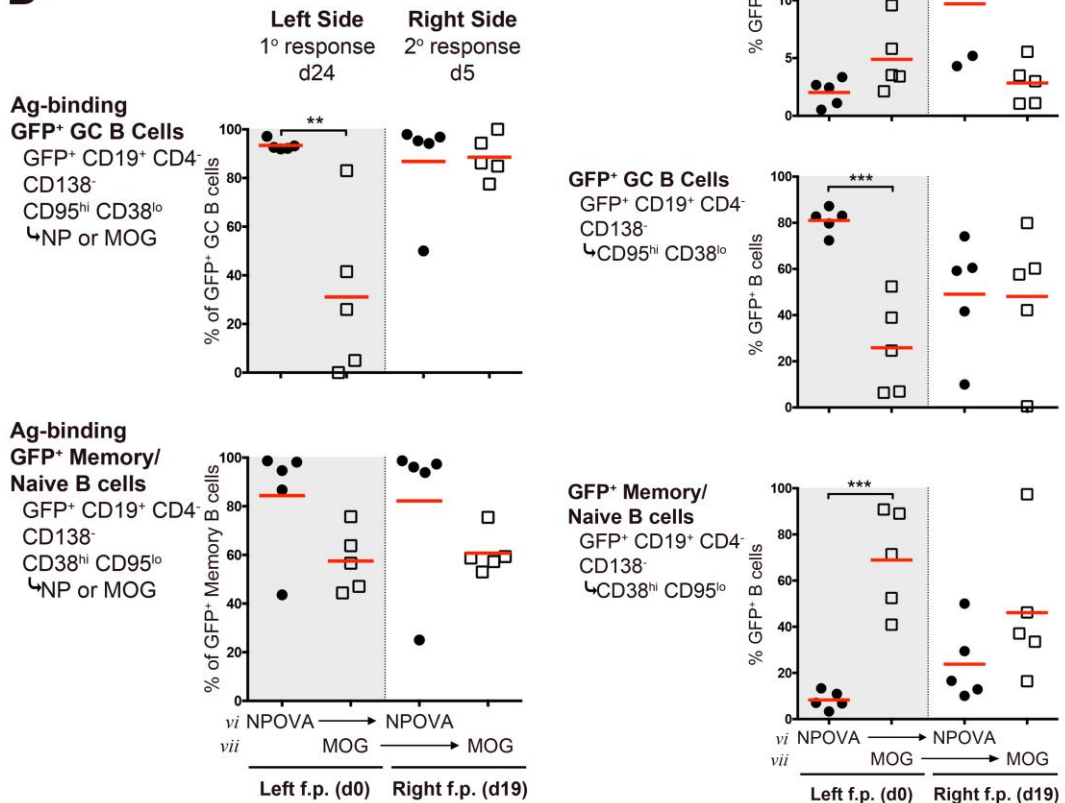 Left Side Right Side
1º response 2º response
d24 d5
Ag-binding
GFP⁺ GC B Cells
GFP⁺ CD19⁺ CD4⁻
CD138⁻
CD95ʰⁱ CD38ˡᵒ
↳NP or MOG
% of GFP⁺ GC B cells
100
80
60
40
20
0
**
Ag-binding
GFP⁺ Memory/
Naive B cells
GFP⁺ CD19⁺ CD4⁻
CD138⁻
CD38ʰⁱ CD95ˡᵒ
↳NP or MOG
% of GFP⁺ Memory B cells
100
80
60
40
20
0
vi NPOVA → NPOVA
vii MOG → MOG
Left f.p. (d0) Right f.p. (d19)
5
0
GFP⁺ GC B Cells
GFP⁺ CD19⁺ CD4⁻
CD138⁻
↳CD95ʰⁱ CD38ˡᵒ
% GFP⁺ B cells
100
80
60
40
20
0
***
GFP⁺ Memory/
Naive B cells
GFP⁺ CD19⁺ CD4⁻
CD138⁻
↳CD38ʰⁱ CD95ˡᵒ
% GFP⁺ B cells
100
80
60
40
20
0
***
vi NPOVA → NPOVA
vii MOG → MOG
Left f.p. (d0) Right f.p. (d19)